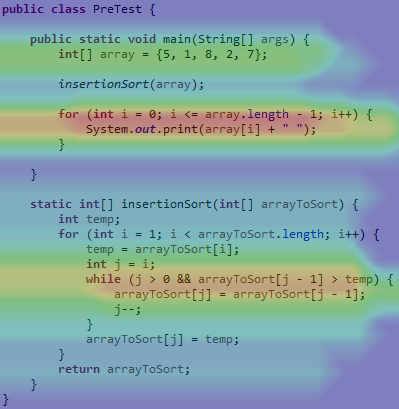 public class PreTest {
public static void main(String[] args) {
int[] array = {5, 1, 8, 2, 7};
insertionSort(array);
for (int i = 0; i <= array.length - 1; i++) {
System.out.print(array[i] + " ");
}
}
static int[] insertionSort(int[] arrayToSort) {
int temp;
for (int i = 1; i < arrayToSort.length; i++) {
temp = arrayToSort[i];
int j = i;
while (j > 0 && arrayToSort[j - 1] > temp) {
arrayToSort[j] = arrayToSort[j - 1];
j--;
}
arrayToSort[j] = temp;
}
return arrayToSort;
}
}